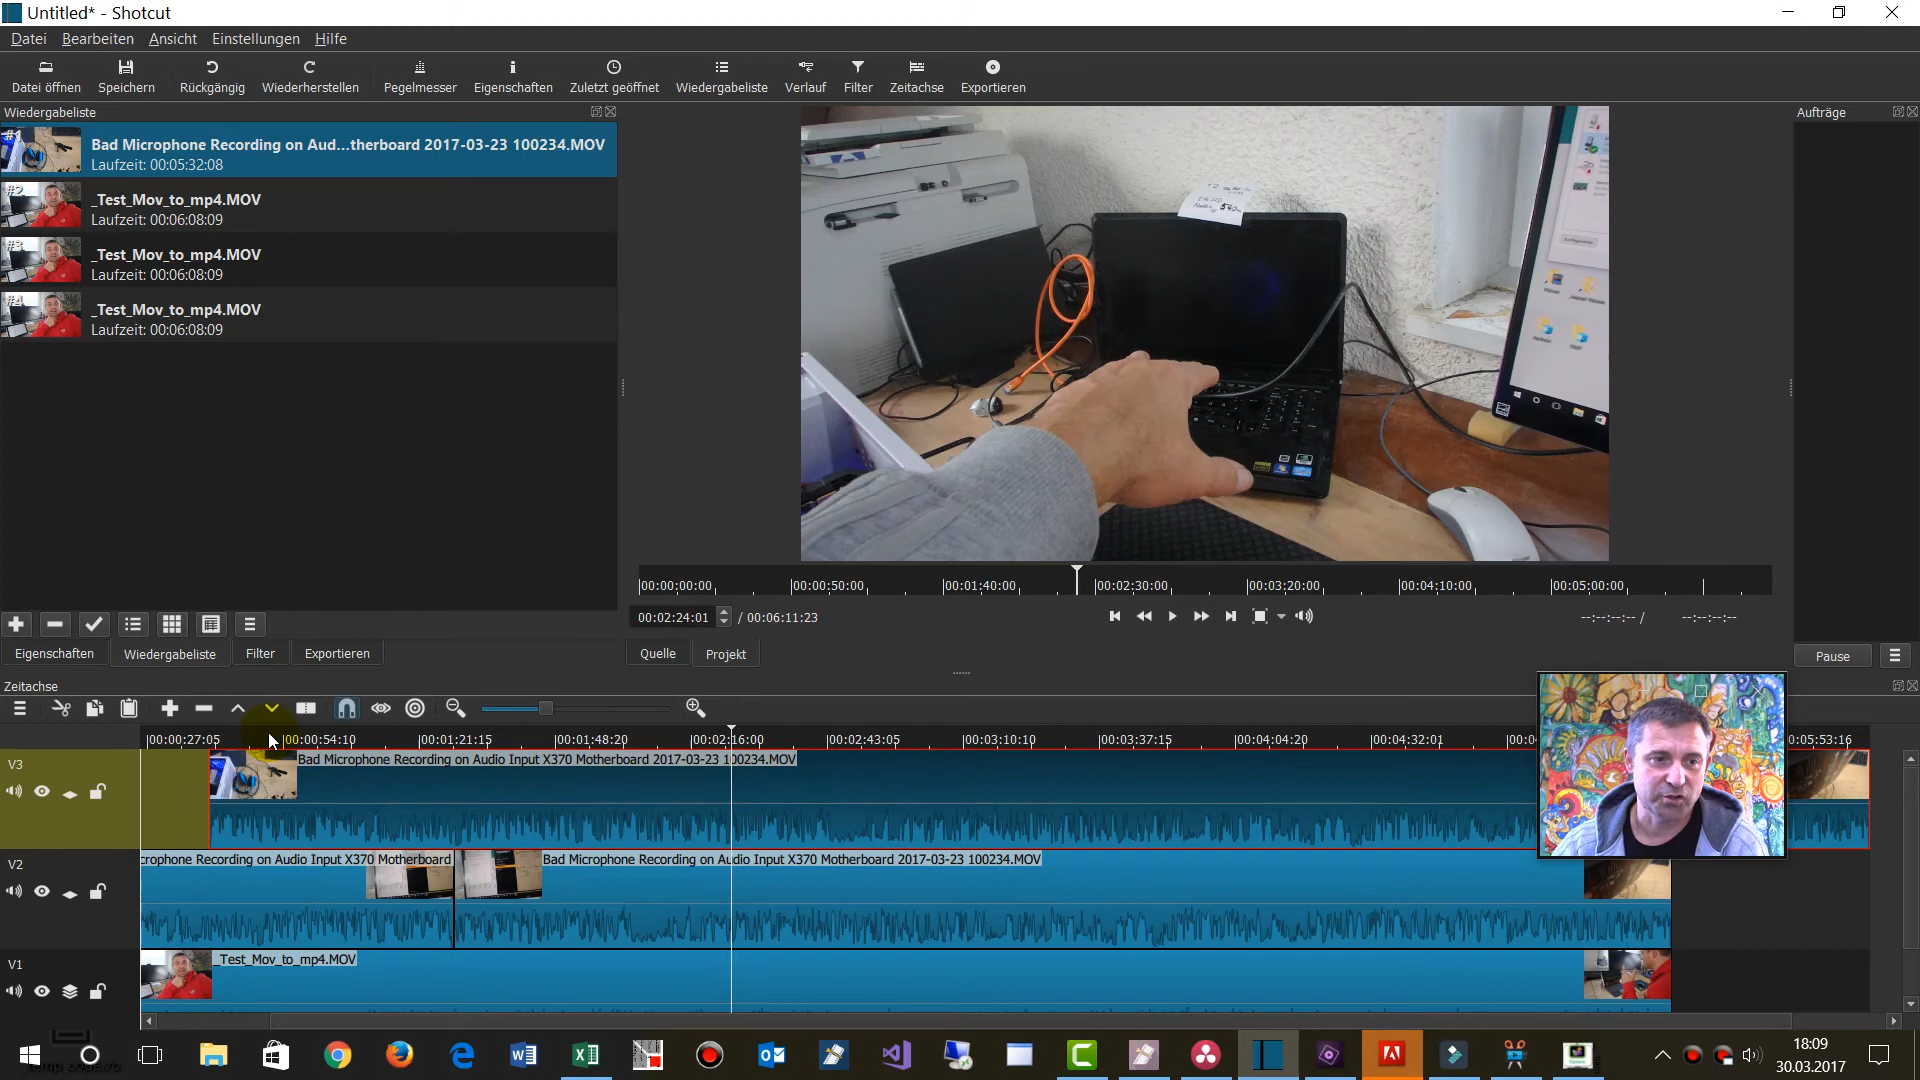 Untitled* - Shotcut
Datei Bearbeiten Ansicht Einstellungen Hilfe
Datei öffnen Speichern Rückgängig Wiederherstellen Pegelmesser Eigenschaften Zuletzt geöffnet Wiedergabeliste Verlauf Filter Zeitachse Exportieren
Wiedergabeliste
Aufträge
#1
Bad Microphone Recording on Aud...therboard 2017-03-23 100234.MOV
Laufzeit: 00:05:32:08
#2
_Test_Mov_to_mp4.MOV
Laufzeit: 00:06:08:09
#3
_Test_Mov_to_mp4.MOV
Laufzeit: 00:06:08:09
#4
_Test_Mov_to_mp4.MOV
Laufzeit: 00:06:08:09
00:00:00:00 00:00:50:00 00:01:40:00 00:02:30:00 00:03:20:00 00:04:10:00 00:05:00:00
00:02:24:01 / 00:06:11:23 --:--:--:-- / --:--:--:--
Eigenschaften Wiedergabeliste Filter Exportieren Quelle Projekt Pause
Zeitachse
00:00:27:05 00:00:54:10 00:01:21:15 00:01:48:20 00:02:16:00 00:02:43:05 00:03:10:10 00:03:37:15 00:04:04:20 00:04:32:01 00:0 0:05:53:16
V3
Bad Microphone Recording on Audio Input X370 Motherboard 2017-03-23 100234.MOV
V2
crophone Recording on Audio Input X370 Motherboard
Bad Microphone Recording on Audio Input X370 Motherboard 2017-03-23 100234.MOV
V1
_Test_Mov_to_mp4.MOV
18:09
30.03.2017